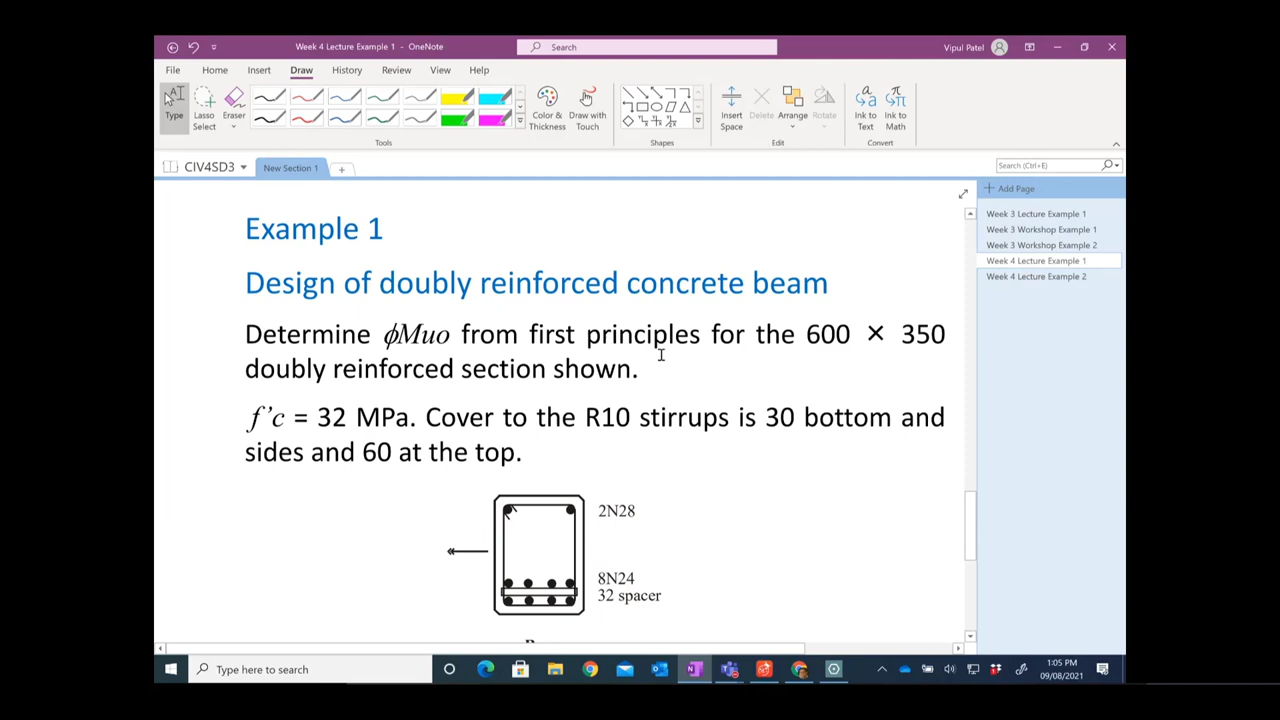 Week 4 Lecture Example 1 - OneNote
Search
Vipul Patel
File Home Insert Draw History Review View Help
Type
Lasso Select
Eraser
Color & Thickness
Draw with Touch
Insert Space
Delete
Arrange
Rotate
Ink to Text
Ink to Math
Tools
Shapes
Edit
Convert
CIV4SD3
New Section 1
Search (Ctrl+E)
Add Page
Week 3 Lecture Example 1
Week 3 Workshop Example 1
Week 3 Workshop Example 2
Week 4 Lecture Example 1
Week 4 Lecture Example 2
Example 1
Design of doubly reinforced concrete beam
Determine ϕMuo from first principles for the 600 × 350
doubly reinforced section shown.
f'c = 32 MPa. Cover to the R10 stirrups is 30 bottom and
sides and 60 at the top.
2N28
8N24
32 spacer
Type here to search
1:05 PM
09/08/2021